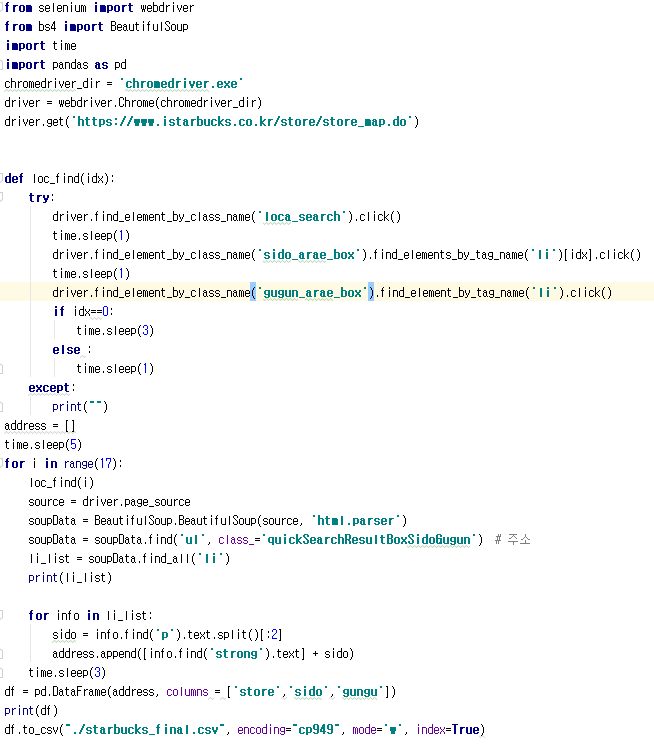 from selenium import webdriver
from bs4 import BeautifulSoup
import time
import pandas as pd
chromedriver_dir = 'chromedriver.exe'
driver = webdriver.Chrome(chromedriver_dir)
driver.get('https://www.istarbucks.co.kr/store/store_map.do')
def loc_find(idx):
    try:
        driver.find_element_by_class_name('loca_search').click()
        time.sleep(1)
        driver.find_element_by_class_name('sido_arae_box').find_elements_by_tag_name('li')[idx].click()
        time.sleep(1)
        driver.find_element_by_class_name('gugun_arae_box').find_element_by_tag_name('li').click()
        if idx==0:
            time.sleep(3)
        else :
            time.sleep(1)
    except:
        print("")
address = []
time.sleep(5)
for i in range(17):
    loc_find(i)
    source = driver.page_source
    soupData = BeautifulSoup.BeautifulSoup(source, 'html.parser')
    soupData = soupData.find('ul', class_='quickSearchResultBoxSidoGugun')  # 주소
    li_list = soupData.find_all('li')
    print(li_list)
    for info in li_list:
        sido = info.find('p').text.split()[:2]
        address.append([info.find('strong').text] + sido)
    time.sleep(3)
df = pd.DataFrame(address, columns = ['store','sido','gungu'])
print(df)
df.to_csv("./starbucks_final.csv", encoding="cp949", mode='w', index=True)